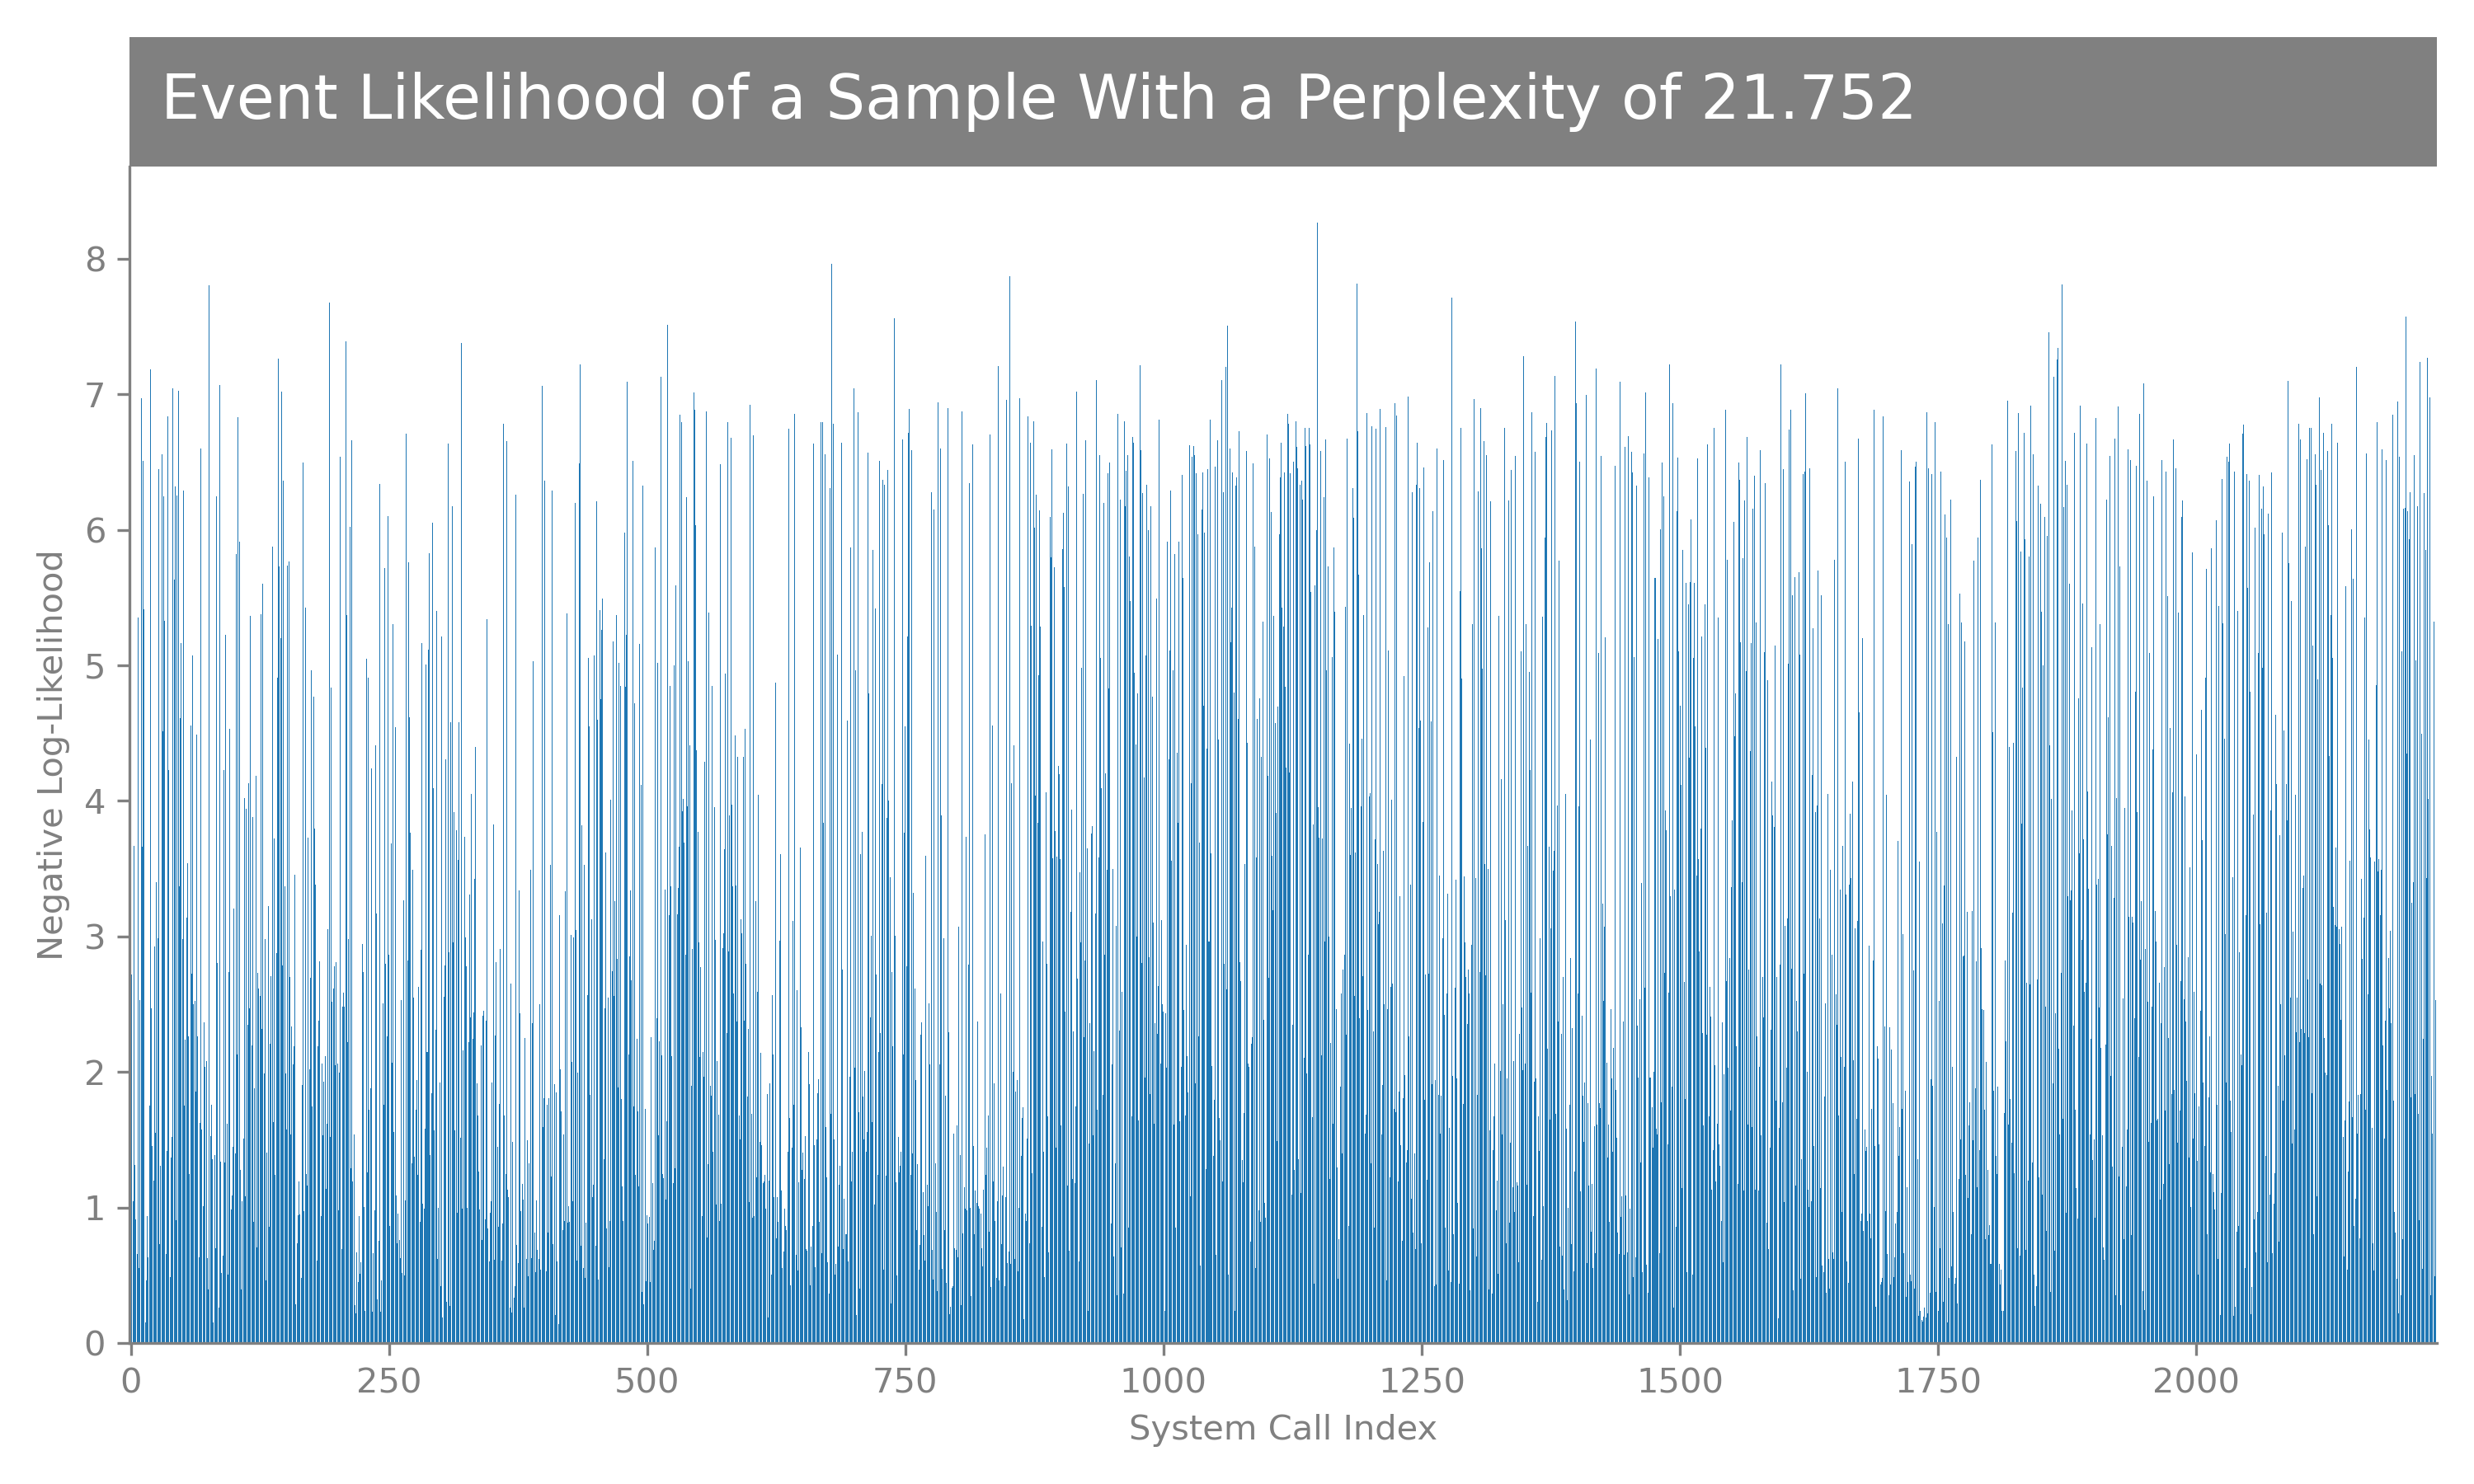 Event Likelihood of a Sample With a Perplexity of 21.752
8
7
6
5
4
3
2
1
0
Negative Log-Likelihood
0 250 500 750 1000 1250 1500 1750 2000
System Call Index